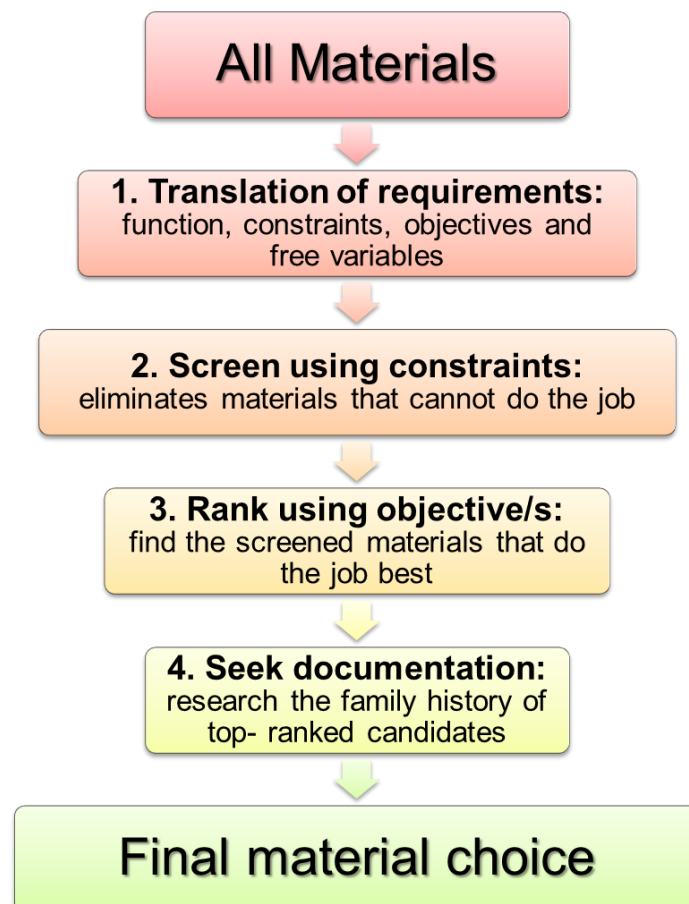 All Materials
1. Translation of requirements:
function, constraints, objectives and
free variables
2. Screen using constraints:
eliminates materials that cannot do the job
3. Rank using objective/s:
find the screened materials that do
the job best
4. Seek documentation:
research the family history of
top- ranked candidates
Final material choice